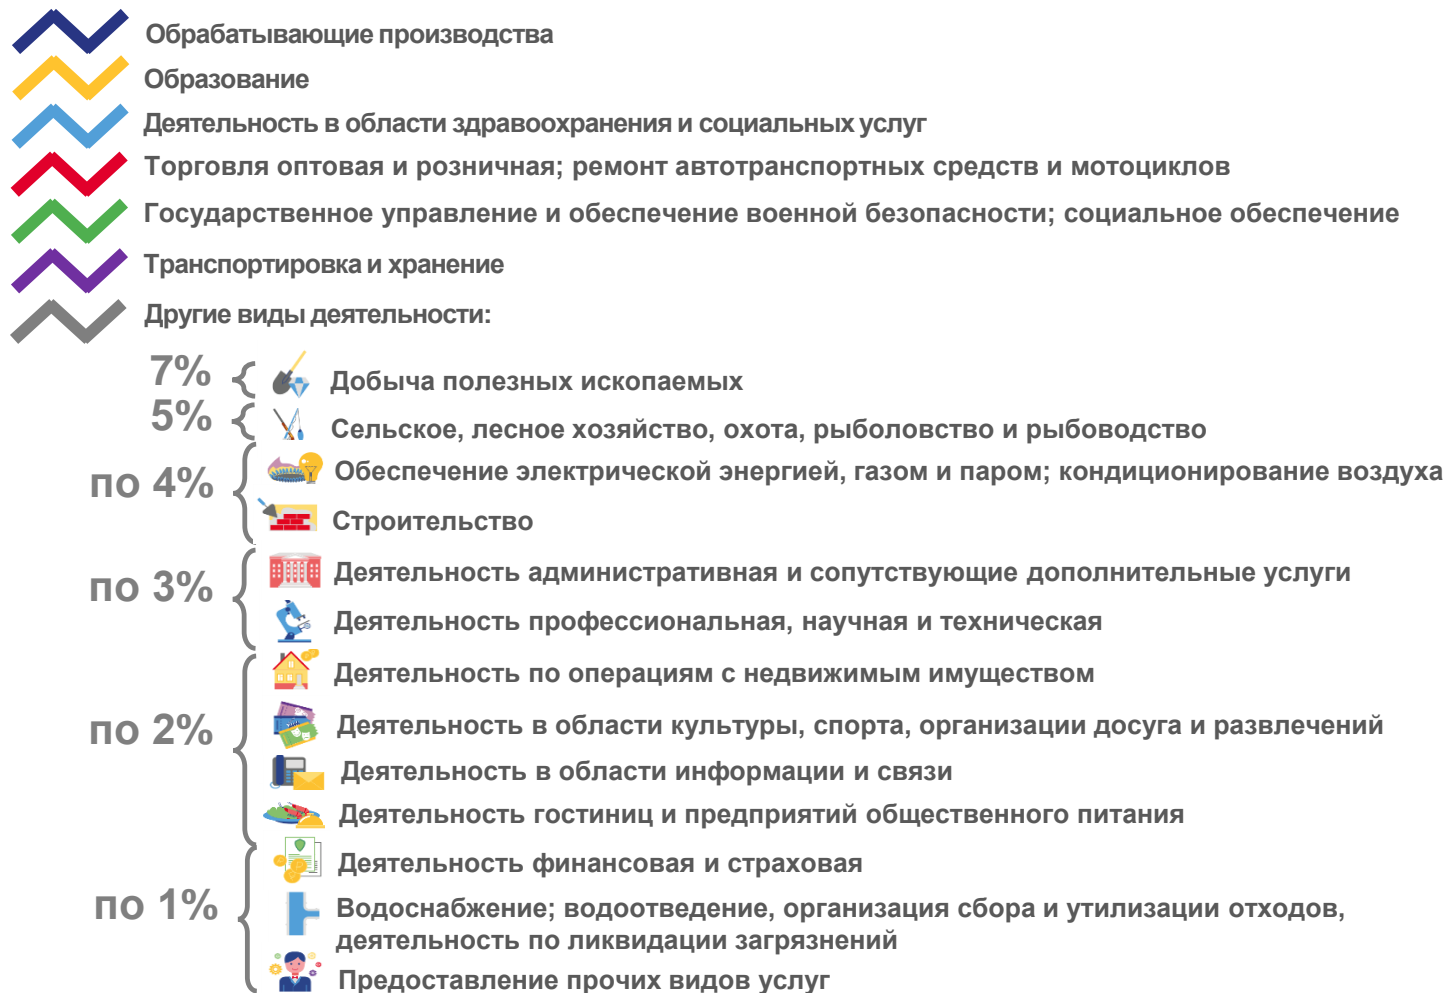 Обрабатывающие производства
Образование
Деятельность в области здравоохранения и социальных услуг
Торговля оптовая и розничная; ремонт автотранспортных средств и мотоциклов
Государственное управление и обеспечение военной безопасности; социальное обеспечение
Транспортировка и хранение
Другие виды деятельности:
7%
Добыча полезных ископаемых
5%
Сельское, лесное хозяйство, охота, рыболовство и рыбоводство
по 4%
Обеспечение электрической энергией, газом и паром; кондиционирование воздуха
Строительство
по 3%
Деятельность административная и сопутствующие дополнительные услуги
Деятельность профессиональная, научная и техническая
по 2%
Деятельность по операциям с недвижимым имуществом
Деятельность в области культуры, спорта, организации досуга и развлечений
Деятельность в области информации и связи
Деятельность гостиниц и предприятий общественного питания
по 1%
Деятельность финансовая и страховая
Водоснабжение; водоотведение, организация сбора и утилизации отходов,
деятельность по ликвидации загрязнений
Предоставление прочих видов услуг